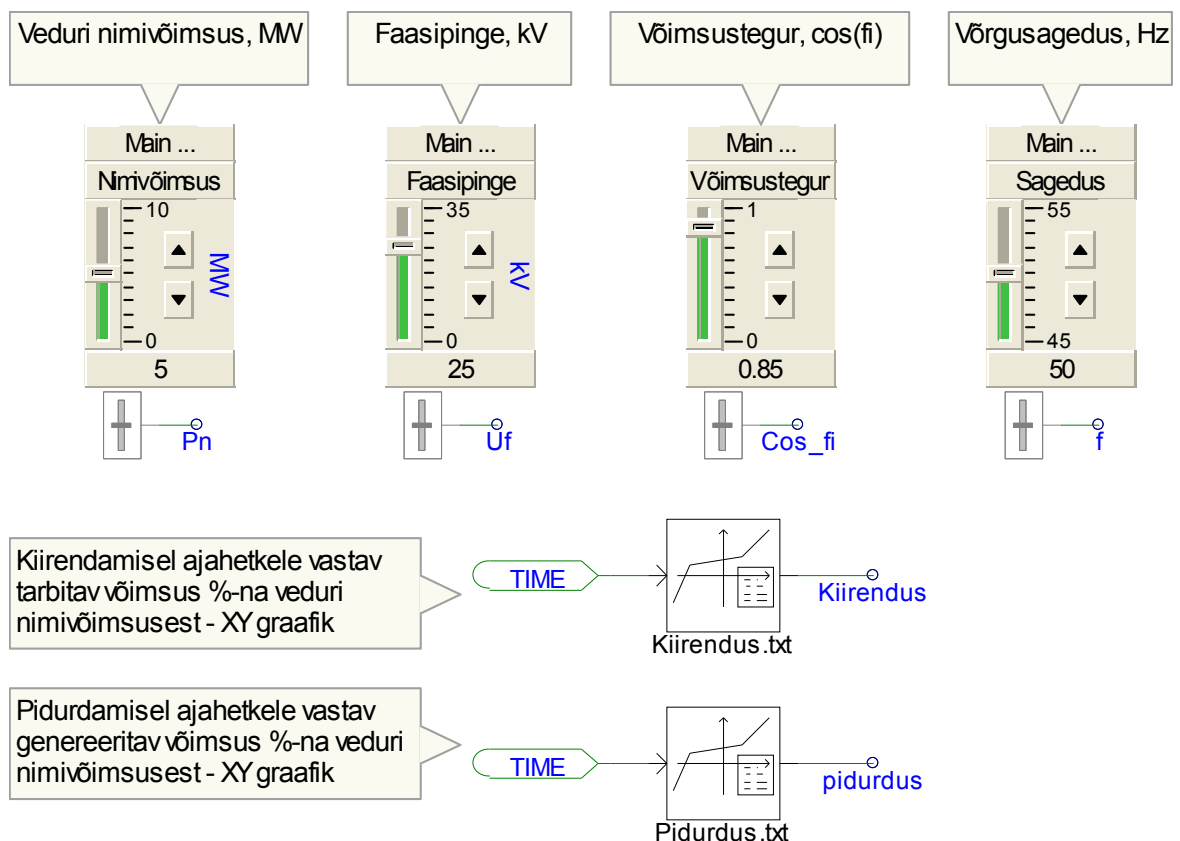 Veduri nimivõimsus, MW
Faasipinge, kV
Võimsustegur, cos(fi)
Võrgusagedus, Hz
Main ...
Nimivõimsus
10
MW
0
5
Pn
Main ...
Faasipinge
35
kV
0
25
Uf
Main ...
Võimsustegur
1
0
0.85
Cos_fi
Main ...
Sagedus
55
45
50
f
Kiirendamisel ajahetkele vastav
tarbitav võimsus %-na veduri
nimivõimsusest - XY graafik
TIME
Kiirendus
Kiirendus.txt
Pidurdamisel ajahetkele vastav
genereeritav võimsus %-na veduri
nimivõimsusest - XY graafik
TIME
pidurdus
Pidurdus.txt